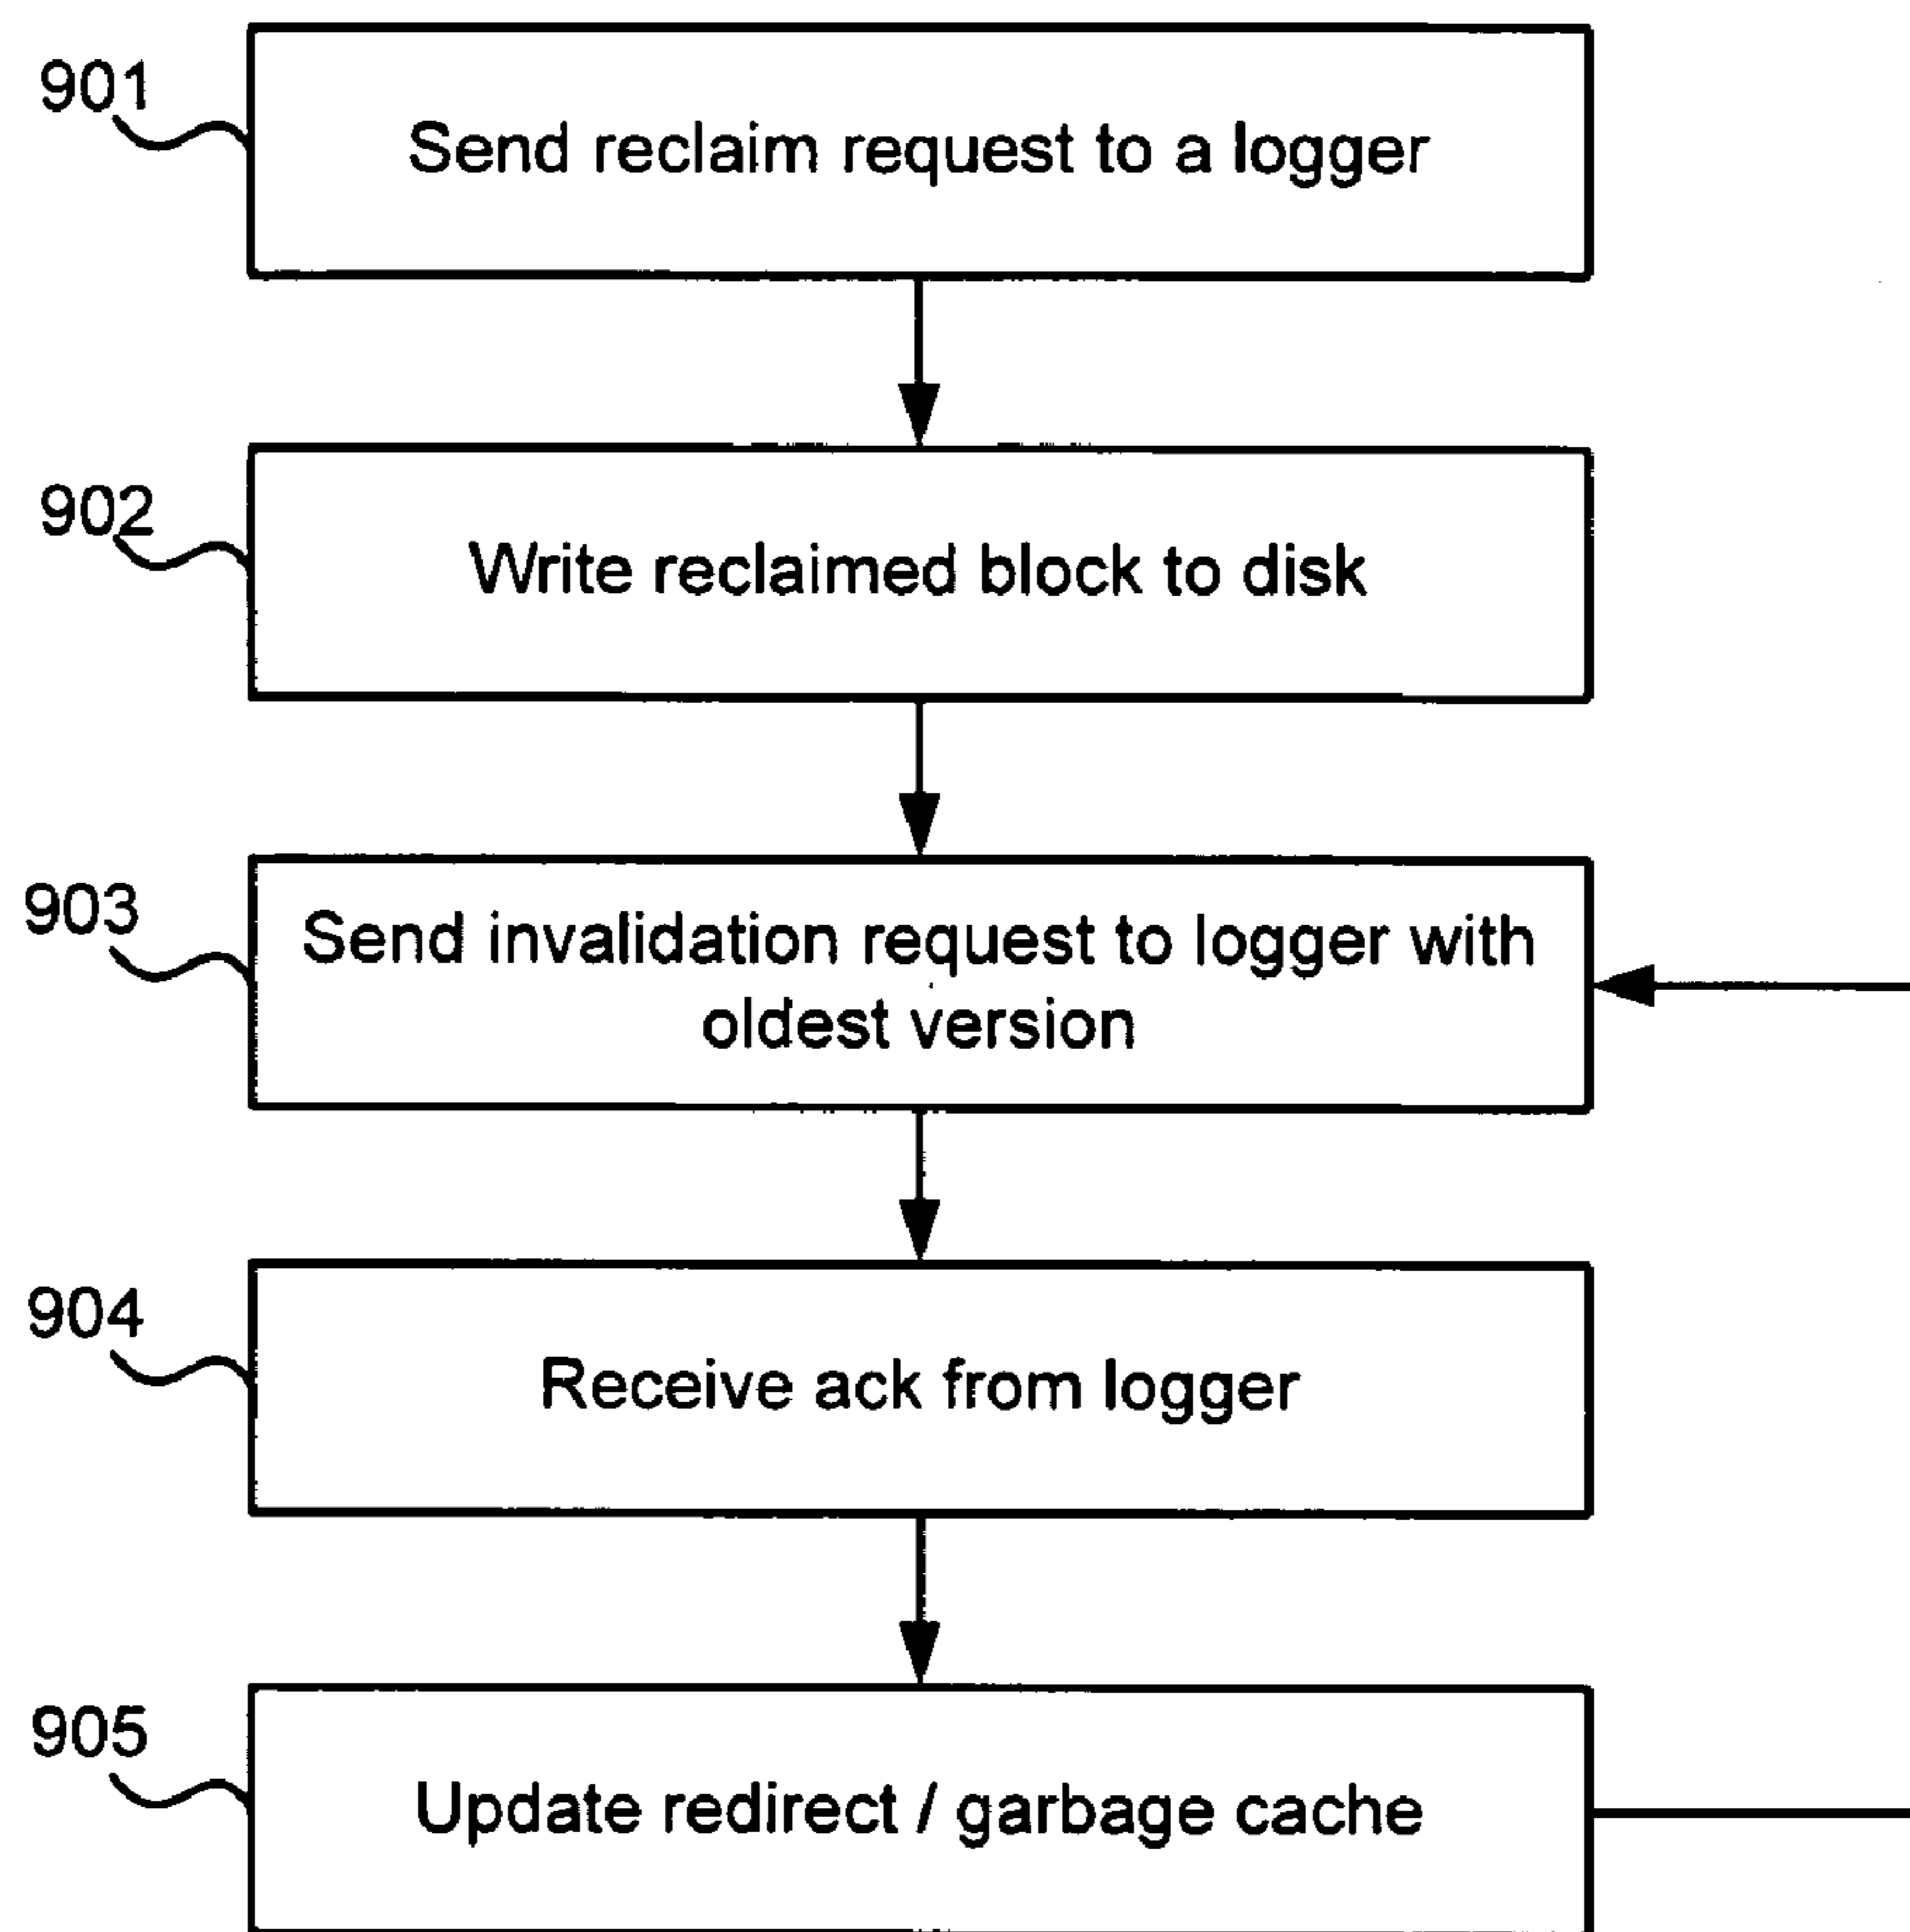 901
Send reclaim request to a logger
902
Write reclaimed block to disk
903
Send invalidation request to logger with
oldest version
904
Receive ack from logger
905
Update redirect / garbage cache